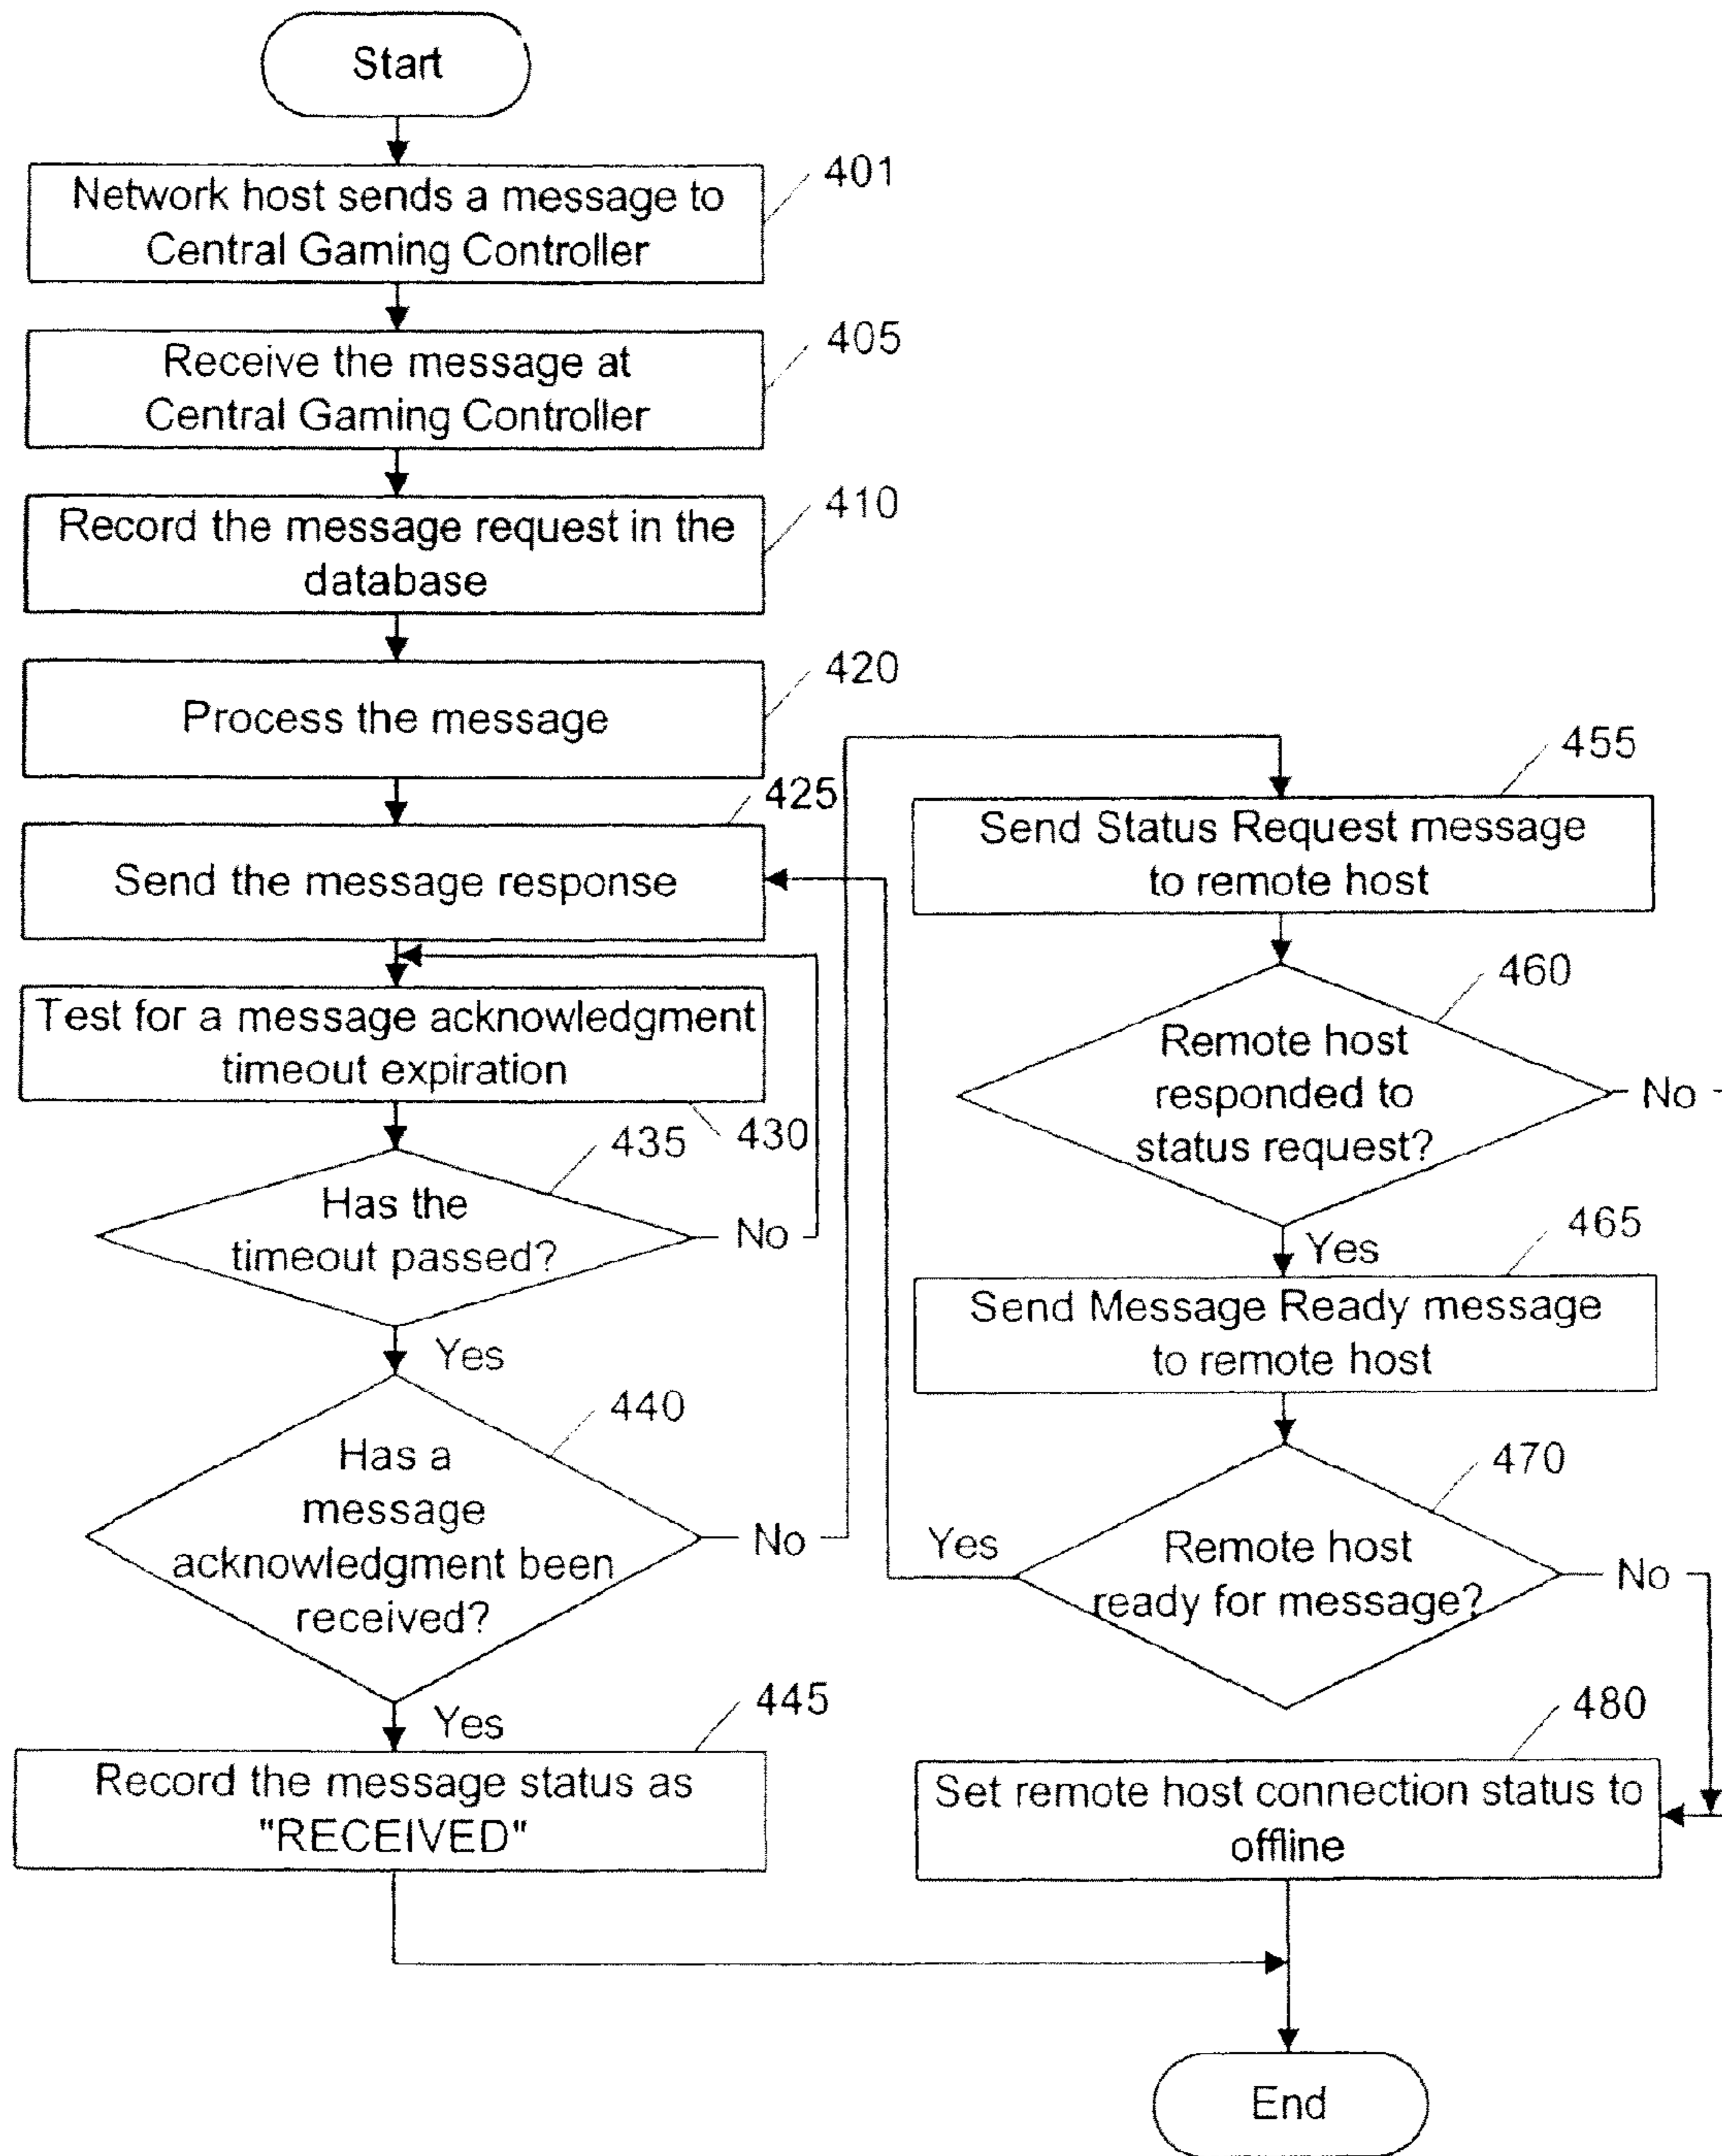 Start
Network host sends a message to
Central Gaming Controller
401
Receive the message at
Central Gaming Controller
405
Record the message request in the
database
410
Process the message
420
Send the message response
425
Test for a message acknowledgment
timeout expiration
430
Has the
timeout passed?
435
No
Yes
Has a
message
acknowledgment been
received?
440
No
Yes
Record the message status as
"RECEIVED"
445
Send Status Request message
to remote host
455
Remote host
responded to
status request?
460
No
Yes
Send Message Ready message
to remote host
465
Remote host
ready for message?
470
Yes
No
Set remote host connection status to
offline
480
End